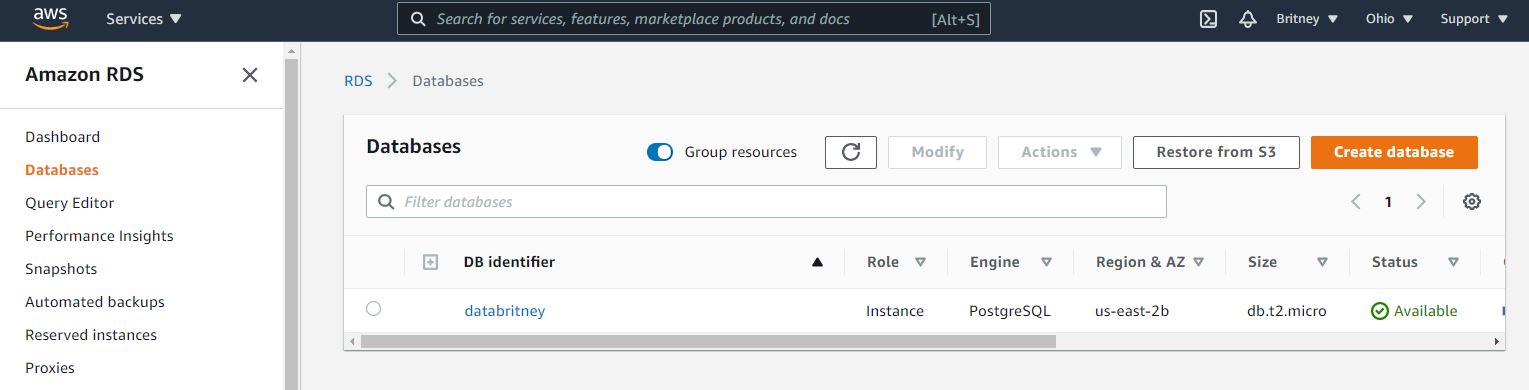 aws Services Search for services, features, marketplace products, and docs [Alt+S] Britney Ohio Support
Amazon RDS
Dashboard
Databases
Query Editor
Performance Insights
Snapshots
Automated backups
Reserved instances
Proxies
RDS > Databases
Databases Group resources Modify Actions Restore from S3 Create database
Filter databases 1
DB identifier Role Engine Region & AZ Size Status
databritney Instance PostgreSQL us-east-2b db.t2.micro Available